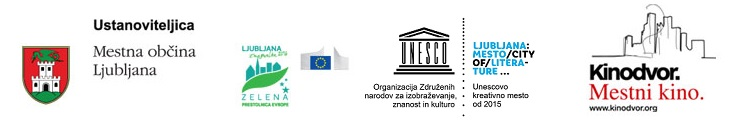 Ustanoviteljica
Mestna občina
Ljubljana
LJUBLJANA
ZELENA
PRESTOLNICA EVROPE
UNESCO
Organizacija Združenih
narodov za izobraževanje,
znanost in kulturo
LJUBLJANA:
MESTO/CITY
OF/LITERA-
TURE ...
Unescovo
kreativno mesto
od 2015
Kinodvor.
Mestni kino.
www.kinodvor.org